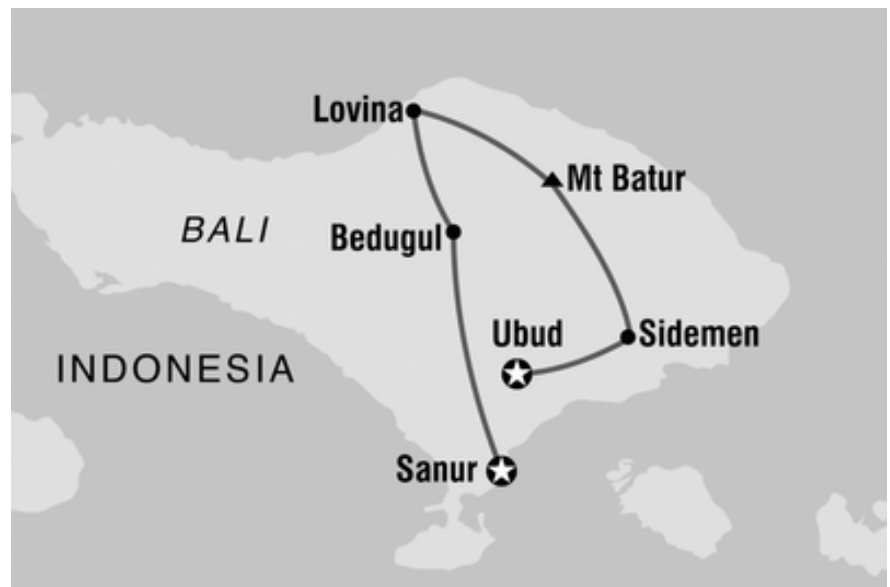 Lovina
Mt Batur
BALI
Bedugul
Ubud
Sidemen
INDONESIA
Sanur